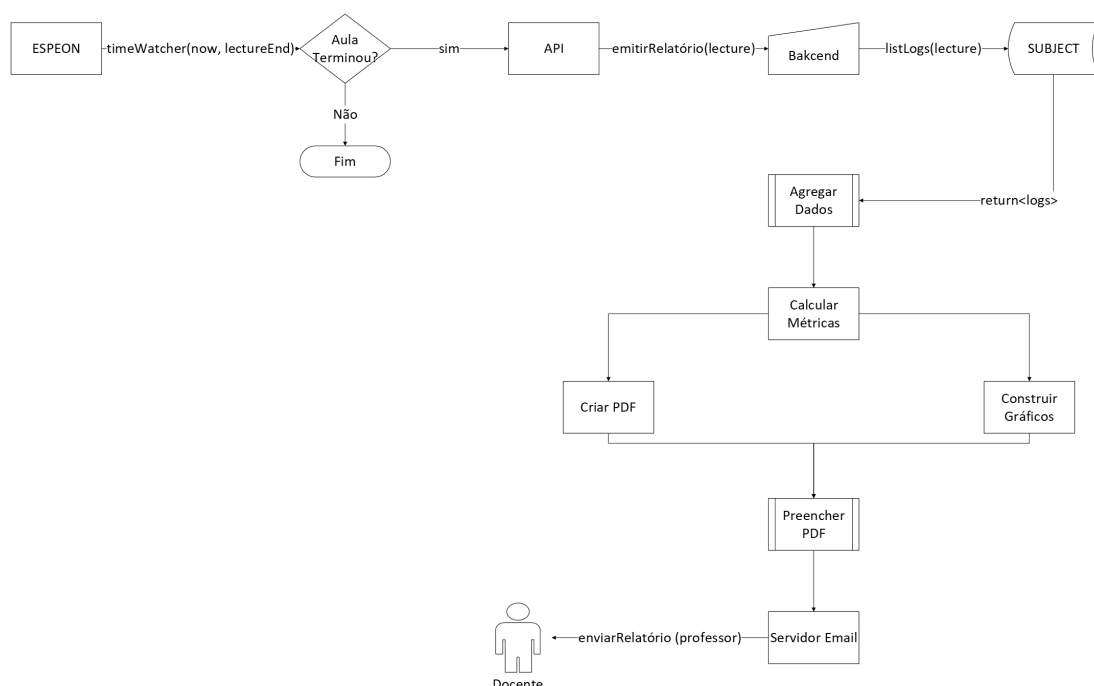 ESPEON
timeWatcher(now, lectureEnd)
Aula
Terminou?
sim
API
emitirRelatório(lecture)
Bakcend
listLogs(lecture)
SUBJECT
Não
Fim
Agregar
Dados
return<logs>
Calcular
Métricas
Criar PDF
Construir
Gráficos
Preencher
PDF
enviarRelatório (professor)
Servidor Email
Docente